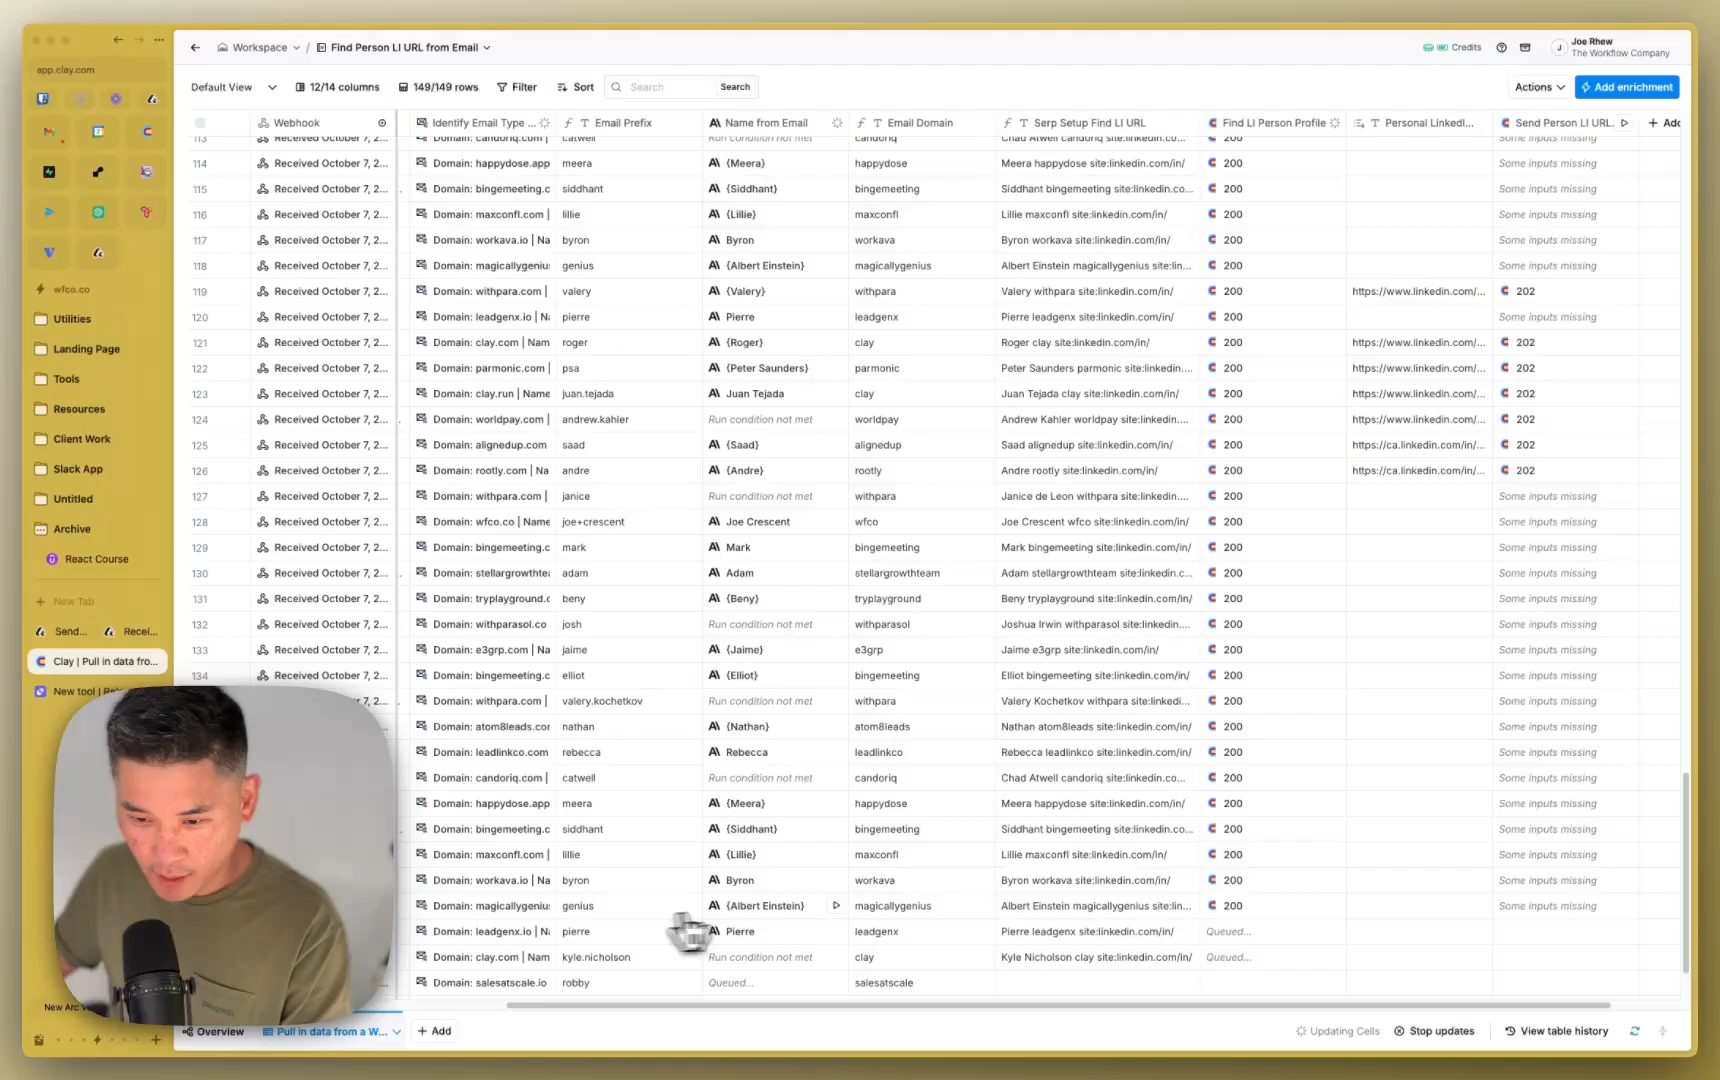 Workspace / Find Person LI URL from Email
Credits
Joe Rhew
The Workflow Company
app.clay.com
Default View 12/14 columns 149/149 rows Filter Sort Search Search Actions Add enrichment
Webhook Identify Email Type ... Email Prefix Name from Email Email Domain Serp Setup Find LI URL Find LI Person Profile Personal LinkedI... Send Person LI URL... + Add
113 Domain: candoriq.com | catwell candoriq Chad Atwell candoriq site:linkedin.co... 200 Some inputs missing
114 Received October 7, 2... Domain: happydose.app meera {Meera} happydose Meera happydose site:linkedin.com/in/ 200 Some inputs missing
115 Received October 7, 2... Domain: bingemeeting.c siddhant {Siddhant} bingemeeting Siddhant bingemeeting site:linkedin.co... 200 Some inputs missing
116 Received October 7, 2... Domain: maxconfl.com | lillie {Lillie} maxconfl Lillie maxconfl site:linkedin.com/in/ 200 Some inputs missing
117 Received October 7, 2... Domain: workava.io | Na byron Byron workava Byron workava site:linkedin.com/in/ 200 Some inputs missing
118 Received October 7, 2... Domain: magicallygeniu: genius {Albert Einstein} magicallygenius Albert Einstein magicallygenius site:lin... 200 Some inputs missing
119 Received October 7, 2... Domain: withpara.com | valery {Valery} withpara Valery withpara site:linkedin.com/in/ 200 https://www.linkedin.com/... 202
120 Received October 7, 2... Domain: leadgenx.io | Na pierre Pierre leadgenx Pierre leadgenx site:linkedin.com/in/ 200 Some inputs missing
121 Received October 7, 2... Domain: clay.com | Nam roger {Roger} clay Roger clay site:linkedin.com/in/ 200 https://www.linkedin.com/... 202
122 Received October 7, 2... Domain: parmonic.com | psa {Peter Saunders} parmonic Peter Saunders parmonic site:linkedin.... 200 https://www.linkedin.com/... 202
123 Received October 7, 2... Domain: clay.run | Name juan.tejada Juan Tejada clay Juan Tejada clay site:linkedin.com/in/ 200 https://www.linkedin.com/... 202
124 Received October 7, 2... Domain: worldpay.com | andrew.kahler Run condition not met worldpay Andrew Kahler worldpay site:linkedin.c... 200 https://www.linkedin.com/... 202
125 Received October 7, 2... Domain: alignedup.com saad {Saad} alignedup Saad alignedup site:linkedin.com/in/ 200 https://ca.linkedin.com/in/... 202
126 Received October 7, 2... Domain: rootly.com | Na andre {Andre} rootly Andre rootly site:linkedin.com/in/ 200 https://ca.linkedin.com/in/... 202
127 Received October 7, 2... Domain: withpara.com | janice Run condition not met withpara Janice de Leon withpara site:linkedin.... 200 Some inputs missing
128 Received October 7, 2... Domain: wfco.co | Name joe+crescent Joe Crescent wfco Joe Crescent wfco site:linkedin.com/in/ 200 Some inputs missing
129 Received October 7, 2... Domain: bingemeeting.c mark Mark bingemeeting Mark bingemeeting site:linkedin.com/in/ 200 Some inputs missing
130 Received October 7, 2... Domain: stellargrowthte: adam Adam stellargrowthteam Adam stellargrowthteam site:linkedin.c... 200 Some inputs missing
131 Received October 7, 2... Domain: tryplayground.c beny {Beny} tryplayground Beny tryplayground site:linkedin.com/in/ 200 Some inputs missing
132 Received October 7, 2... Domain: withparasol.co josh Run condition not met withparasol Joshua Irwin withparasol site:linkedin.... 200 Some inputs missing
133 Received October 7, 2... Domain: e3grp.com | Na jaime {Jaime} e3grp Jaime e3grp site:linkedin.com/in/ 200 Some inputs missing
134 Received October 7, 2... Domain: bingemeeting.c elliot {Elliot} bingemeeting Elliot bingemeeting site:linkedin.com/in/ 200 Some inputs missing
Domain: withpara.com | valery.kochetkov Run condition not met withpara Valery Kochetkov withpara site:linkedi... 200 Some inputs missing
Domain: atom8leads.cor nathan {Nathan} atom8leads Nathan atom8leads site:linkedin.com/in/ 200 Some inputs missing
Domain: leadlinkco.com rebecca Rebecca leadlinkco Rebecca leadlinkco site:linkedin.com/in/ 200 Some inputs missing
Domain: candoriq.com | catwell Run condition not met candoriq Chad Atwell candoriq site:linkedin.co... 200 Some inputs missing
Domain: happydose.app meera {Meera} happydose Meera happydose site:linkedin.com/in/ 200 Some inputs missing
Domain: bingemeeting.c siddhant {Siddhant} bingemeeting Siddhant bingemeeting site:linkedin.co... 200 Some inputs missing
Domain: maxconfl.com | lillie {Lillie} maxconfl Lillie maxconfl site:linkedin.com/in/ 200 Some inputs missing
Domain: workava.io | Na byron Byron workava Byron workava site:linkedin.com/in/ 200 Some inputs missing
Domain: magicallygeniu: genius {Albert Einstein} magicallygenius Albert Einstein magicallygenius site:lin... 200 Some inputs missing
Domain: leadgenx.io | Na pierre Pierre leadgenx Pierre leadgenx site:linkedin.com/in/ Queued...
Domain: clay.com | Nam kyle.nicholson Run condition not met clay Kyle Nicholson clay site:linkedin.com/in/ Queued...
Domain: salesatscale.io robby Queued... salesatscale
wfco.co
Utilities
Landing Page
Tools
Resources
Client Work
Slack App
Untitled
Archive
React Course
+ New Tab
Send... Recei...
Clay | Pull in data fro...
New tool |
New Arc
Overview Pull in data from a W... + Add Updating Cells Stop updates View table history